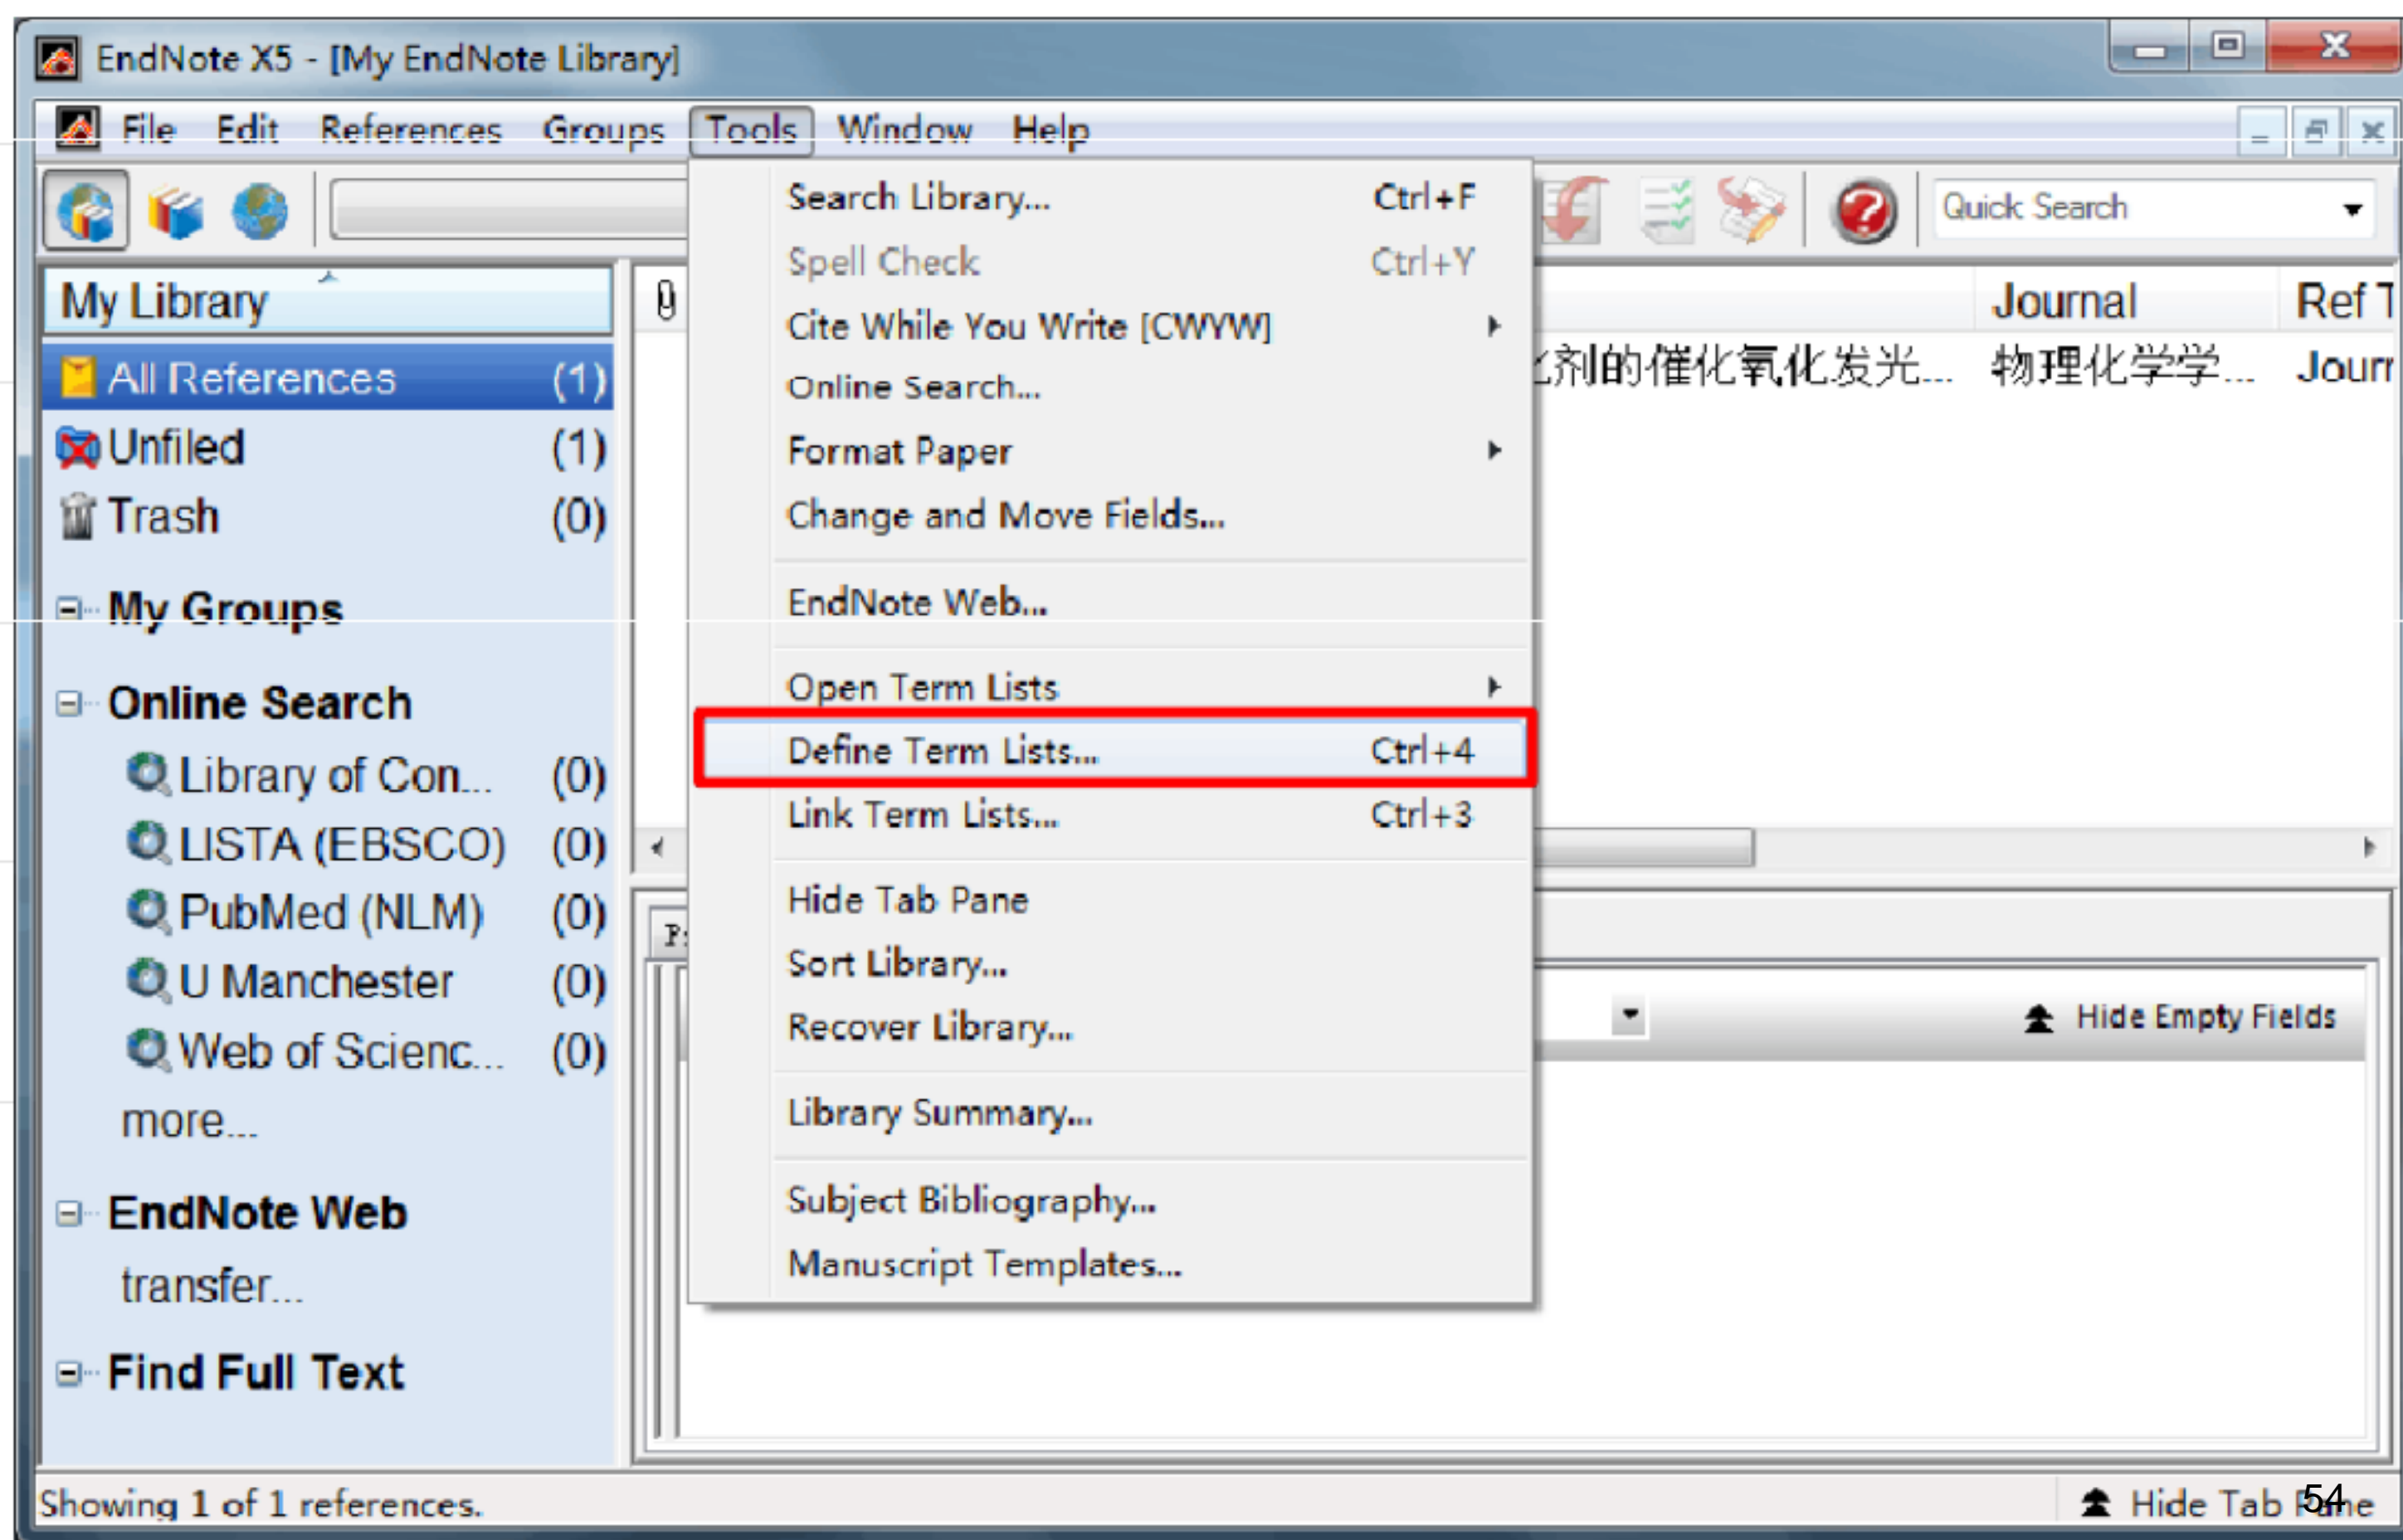 EndNote X5 - [My EndNote Library]
File Edit References Groups Tools Window Help
Quick Search
My Library
All References (1)
Unfiled (1)
Trash (0)
My Groups
Online Search
Library of Con... (0)
LISTA (EBSCO) (0)
PubMed (NLM) (0)
U Manchester (0)
Web of Scienc... (0)
more...
EndNote Web
transfer...
Find Full Text
Search Library... Ctrl+F
Spell Check Ctrl+Y
Cite While You Write [CWYW]
Online Search...
Format Paper
Change and Move Fields...
EndNote Web...
Open Term Lists
Define Term Lists... Ctrl+4
Link Term Lists... Ctrl+3
Hide Tab Pane
Sort Library...
Recover Library...
Library Summary...
Subject Bibliography...
Manuscript Templates...
Journal Ref T
剂的催化氧化发光... 物理化学学... Journ
Hide Empty Fields
Showing 1 of 1 references.
Hide Tab Pane
54